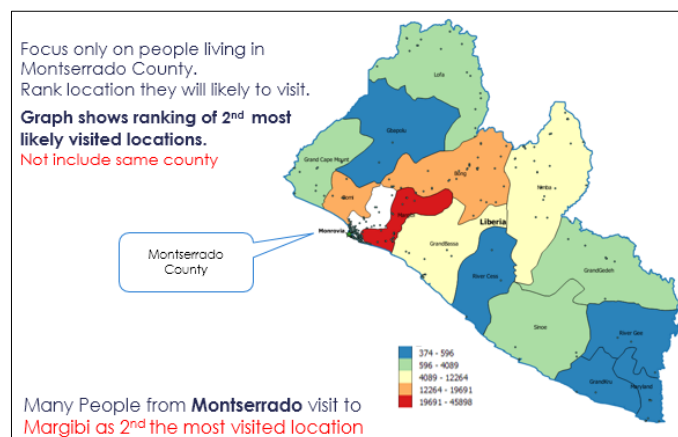 Focus only on people living in
Montserrado County.
Rank location they will likely to visit.
Graph shows ranking of 2nd most
likely visited locations.
Not include same county
Lofa
Gbapolu
Grand Cape Mount
Bong
Bomi
Nimba
Margibi
Liberia
Monrovia
GrandBassa
Montserrado
County
River Cess
GrandGedeh
Sinoe
River Gee
GrandKru
Maryland
374 - 596
596 - 4089
4089 - 12264
12264 - 19691
19691 - 45898
Many People from Montserrado visit to
Margibi as 2nd the most visited location